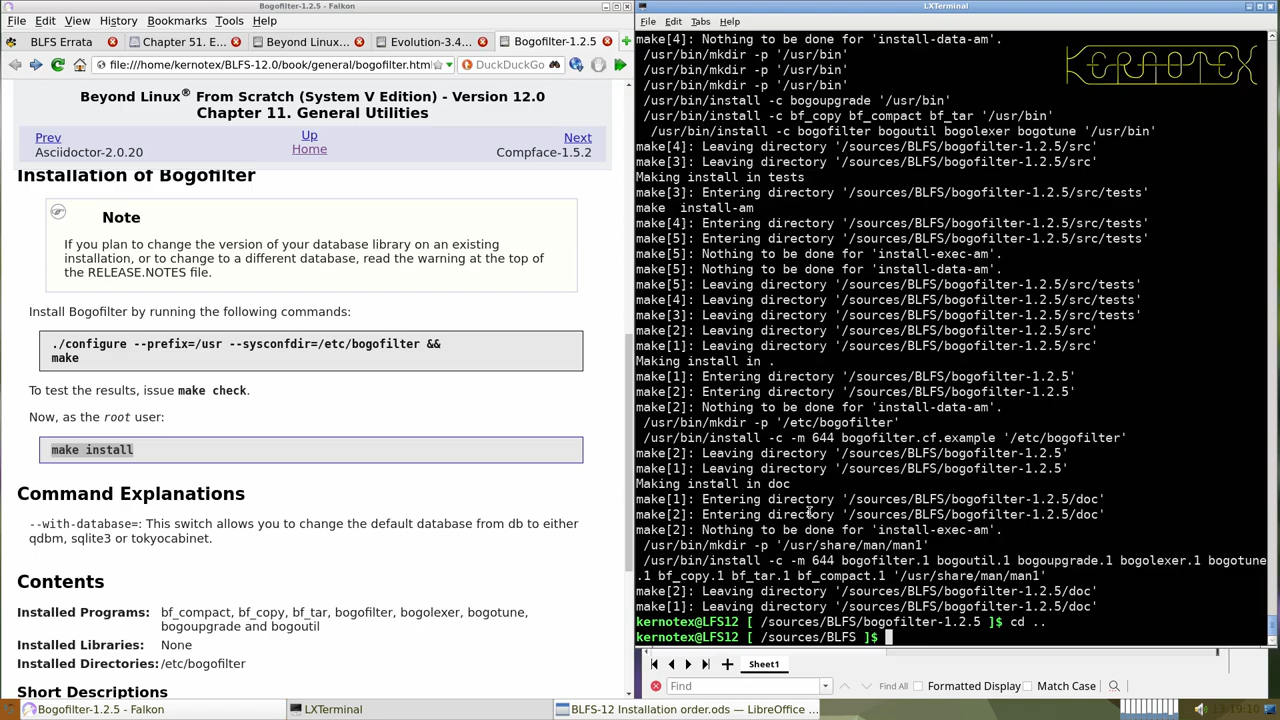 Bogofilter-1.2.5 - Falkon
File Edit View History Bookmarks Tools Help
BLFS Errata
Chapter 51. E...
Beyond Linux...
Evolution-3.4...
Bogofilter-1.2.5
file:///home/kernotex/BLFS-12.0/book/general/bogofilter.htm
DuckDuckGo
Beyond Linux® From Scratch (System V Edition) - Version 12.0
Chapter 11. General Utilities
Prev
Asciidoctor-2.0.20
Up
Home
Next
Compface-1.5.2
Installation of Bogofilter
Note
If you plan to change the version of your database library on an existing
installation, or to change to a different database, read the warning at the top of
the RELEASE.NOTES file.
Install Bogofilter by running the following commands:
./configure --prefix=/usr --sysconfdir=/etc/bogofilter &&
make
To test the results, issue make check.
Now, as the root user:
make install
Command Explanations
--with-database=: This switch allows you to change the default database from db to either
qdbm, sqlite3 or tokyocabinet.
Contents
Installed Programs: bf_compact, bf_copy, bf_tar, bogofilter, bogolexer, bogotune,
bogoupgrade and bogoutil
Installed Libraries: None
Installed Directories: /etc/bogofilter
Short Descriptions
LXTerminal
File Edit Tabs Help
KERNOTEX
make[4]: Nothing to be done for 'install-data-am'.
/usr/bin/mkdir -p '/usr/bin'
/usr/bin/mkdir -p '/usr/bin'
/usr/bin/mkdir -p '/usr/bin'
/usr/bin/install -c bogoupgrade '/usr/bin'
/usr/bin/install -c bf_copy bf_compact bf_tar '/usr/bin'
/usr/bin/install -c bogofilter bogoutil bogolexer bogotune '/usr/bin'
make[4]: Leaving directory '/sources/BLFS/bogofilter-1.2.5/src'
make[3]: Leaving directory '/sources/BLFS/bogofilter-1.2.5/src'
Making install in tests
make[3]: Entering directory '/sources/BLFS/bogofilter-1.2.5/src/tests'
make  install-am
make[4]: Entering directory '/sources/BLFS/bogofilter-1.2.5/src/tests'
make[5]: Entering directory '/sources/BLFS/bogofilter-1.2.5/src/tests'
make[5]: Nothing to be done for 'install-exec-am'.
make[5]: Nothing to be done for 'install-data-am'.
make[5]: Leaving directory '/sources/BLFS/bogofilter-1.2.5/src/tests'
make[4]: Leaving directory '/sources/BLFS/bogofilter-1.2.5/src/tests'
make[3]: Leaving directory '/sources/BLFS/bogofilter-1.2.5/src/tests'
make[2]: Leaving directory '/sources/BLFS/bogofilter-1.2.5/src'
make[1]: Leaving directory '/sources/BLFS/bogofilter-1.2.5/src'
Making install in .
make[1]: Entering directory '/sources/BLFS/bogofilter-1.2.5'
make[2]: Entering directory '/sources/BLFS/bogofilter-1.2.5'
make[2]: Nothing to be done for 'install-data-am'.
/usr/bin/mkdir -p '/etc/bogofilter'
/usr/bin/install -c -m 644 bogofilter.cf.example '/etc/bogofilter'
make[2]: Leaving directory '/sources/BLFS/bogofilter-1.2.5'
make[1]: Leaving directory '/sources/BLFS/bogofilter-1.2.5'
Making install in doc
make[1]: Entering directory '/sources/BLFS/bogofilter-1.2.5/doc'
make[2]: Entering directory '/sources/BLFS/bogofilter-1.2.5/doc'
make[2]: Nothing to be done for 'install-exec-am'.
/usr/bin/mkdir -p '/usr/share/man/man1'
/usr/bin/install -c -m 644 bogofilter.1 bogoutil.1 bogoupgrade.1 bogolexer.1 bogotune
.1 bf_copy.1 bf_tar.1 bf_compact.1 '/usr/share/man/man1'
make[2]: Leaving directory '/sources/BLFS/bogofilter-1.2.5/doc'
make[1]: Leaving directory '/sources/BLFS/bogofilter-1.2.5/doc'
kernotex@LFS12 [ /sources/BLFS/bogofilter-1.2.5 ]$ cd ..
kernotex@LFS12 [ /sources/BLFS ]$
Sheet1
Find
Find All
Formatted Display
Match Case
Bogofilter-1.2.5 - Falkon
LXTerminal
BLFS-12 Installation order.ods — LibreOffice ...
13:19:10